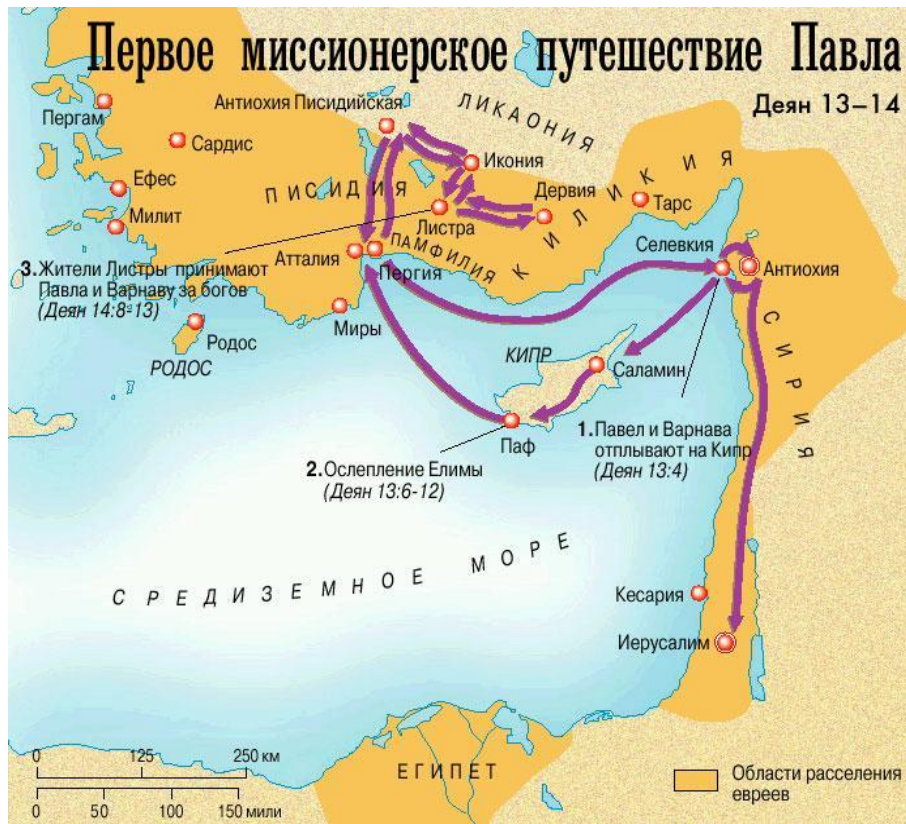 Первое миссионерское путешествие Павла
Деян 13–14
Антиохия Писидийская
ЛИКАОНИЯ
Пергам
Сардис
Икония
Ефес
ПИСИДИЯ
Дервия
КИЛИКИЯ
Тарс
Милит
Листра
Селевкия
Атталия
ПАМФИЛИЯ
Пергия
Антиохия
3. Жители Листры принимают
Павла и Варнаву за богов
(Деян 14:8-13)
Миры
СИРИЯ
Родос
РОДОС
КИПР
Саламин
Паф
1. Павел и Варнава
отплывают на Кипр
(Деян 13:4)
2. Ослепление Елимы
(Деян 13:6-12)
СРЕДИЗЕМНОЕ МОРЕ
Кесария
Иерусалим
0 125 250 км
0 50 100 150 мили
ЕГИПЕТ
Области расселения
евреев